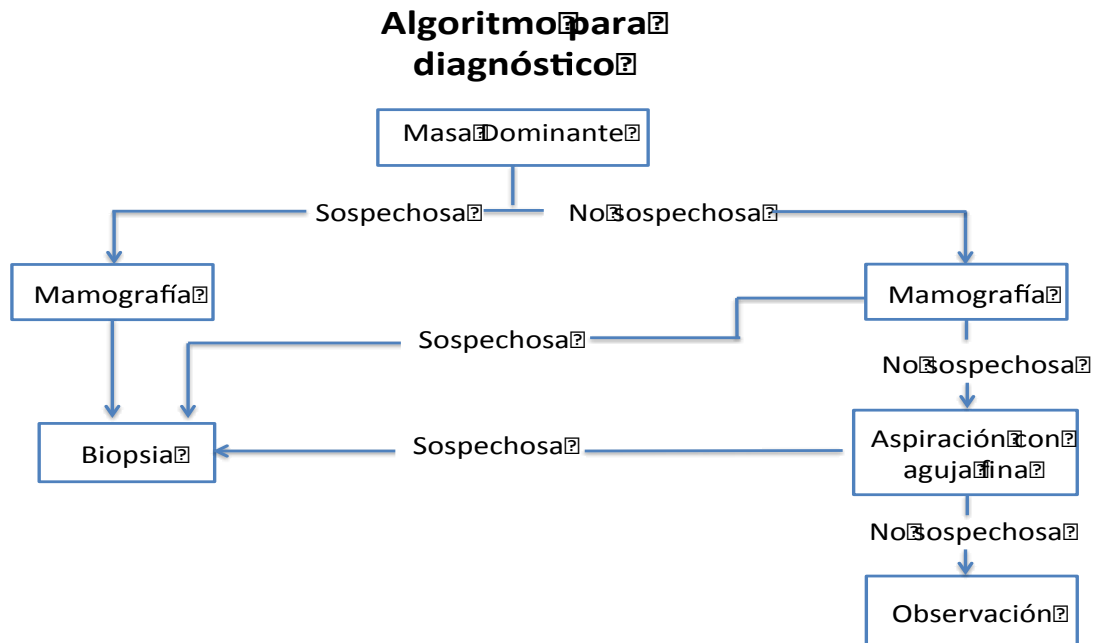 Algoritmo para
diagnóstico
Masa Dominante
Sospechosa
No sospechosa
Mamografía
Mamografía
Sospechosa
No sospechosa
Biopsia
Sospechosa
Aspiración con
aguja fina
No sospechosa
Observación